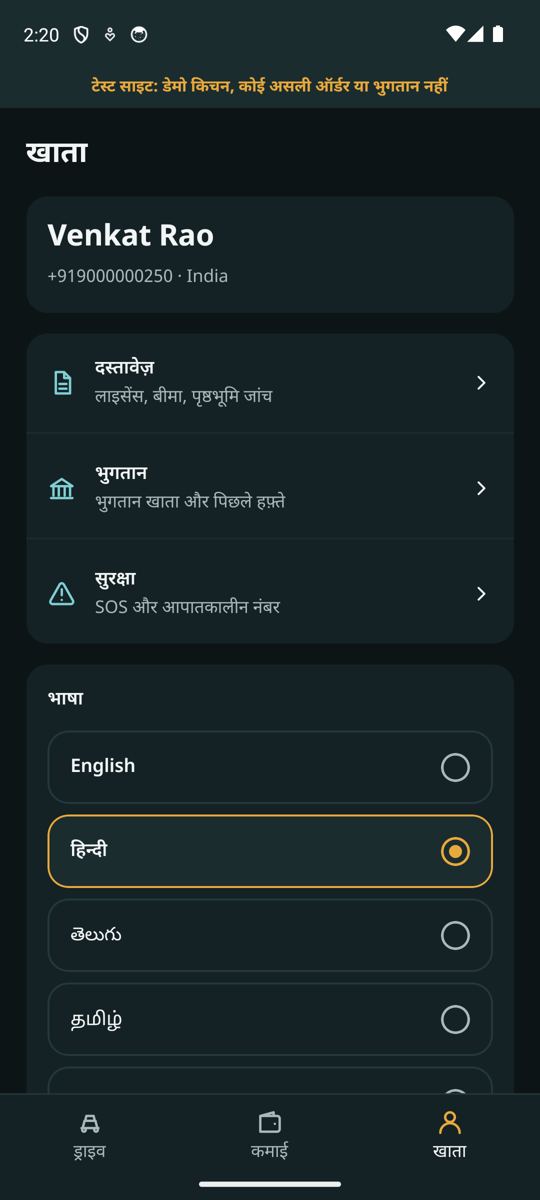 2:20
टेस्ट साइट: डेमो किचन, कोई असली ऑर्डर या भुगतान नहीं
खाता
Venkat Rao
+919000000250 · India
दस्तावेज़
लाइसेंस, बीमा, पृष्ठभूमि जांच
भुगतान
भुगतान खाता और पिछले हफ़्ते
सुरक्षा
SOS और आपातकालीन नंबर
भाषा
English
हिन्दी
తెలుగు
தமிழ்
ड्राइव
कमाई
खाता